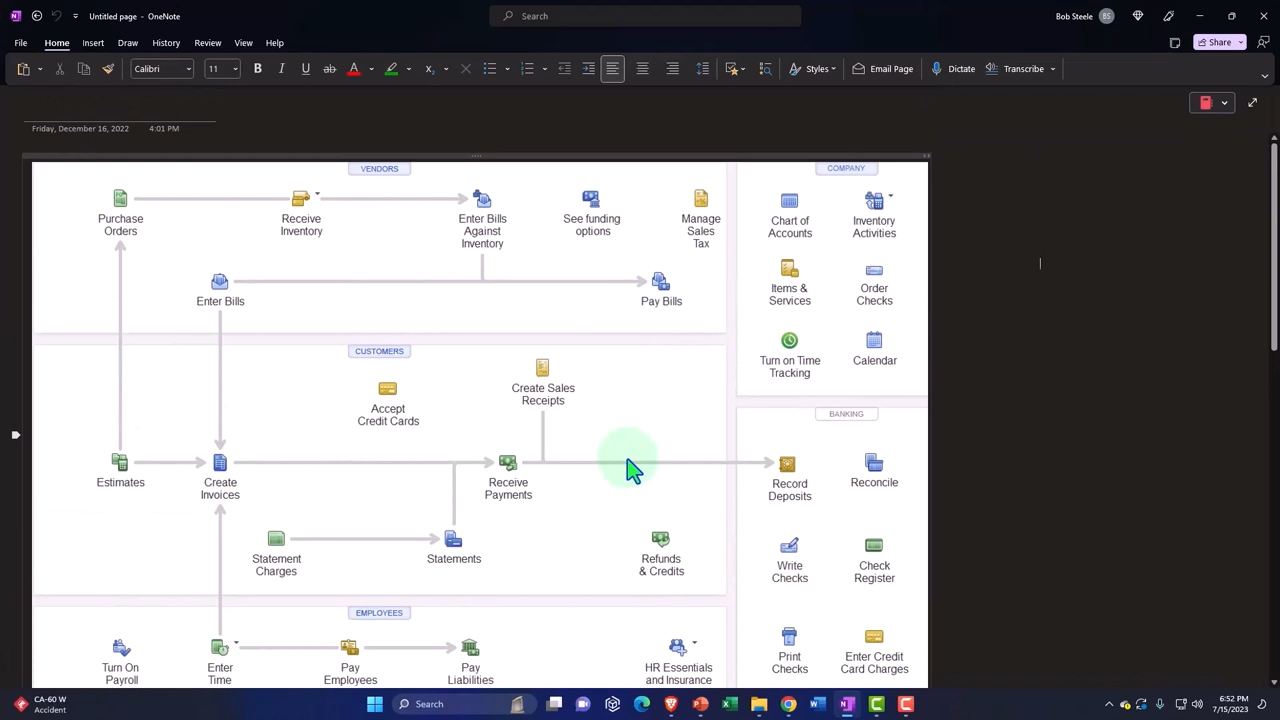 Untitled page - OneNote
Search
Bob Steele
BS
File
Home
Insert
Draw
History
Review
View
Help
Share
Calibri
11
B
I
U
ab
A
Styles
Email Page
Dictate
Transcribe
Friday, December 16, 2022
4:01 PM
VENDORS
Purchase
Orders
Receive
Inventory
Enter Bills
Against
Inventory
See funding
options
Manage
Sales
Tax
Enter Bills
Pay Bills
CUSTOMERS
Accept
Credit Cards
Create Sales
Receipts
Estimates
Create
Invoices
Receive
Payments
Statement
Charges
Statements
Refunds
& Credits
EMPLOYEES
Turn On
Payroll
Enter
Time
Pay
Employees
Pay
Liabilities
HR Essentials
and Insurance
COMPANY
Chart of
Accounts
Inventory
Activities
Items &
Services
Order
Checks
Turn on Time
Tracking
Calendar
BANKING
Record
Deposits
Reconcile
Write
Checks
Check
Register
Print
Checks
Enter Credit
Card Charges
CA-60 W
Accident
Search
6:52 PM
7/15/2023